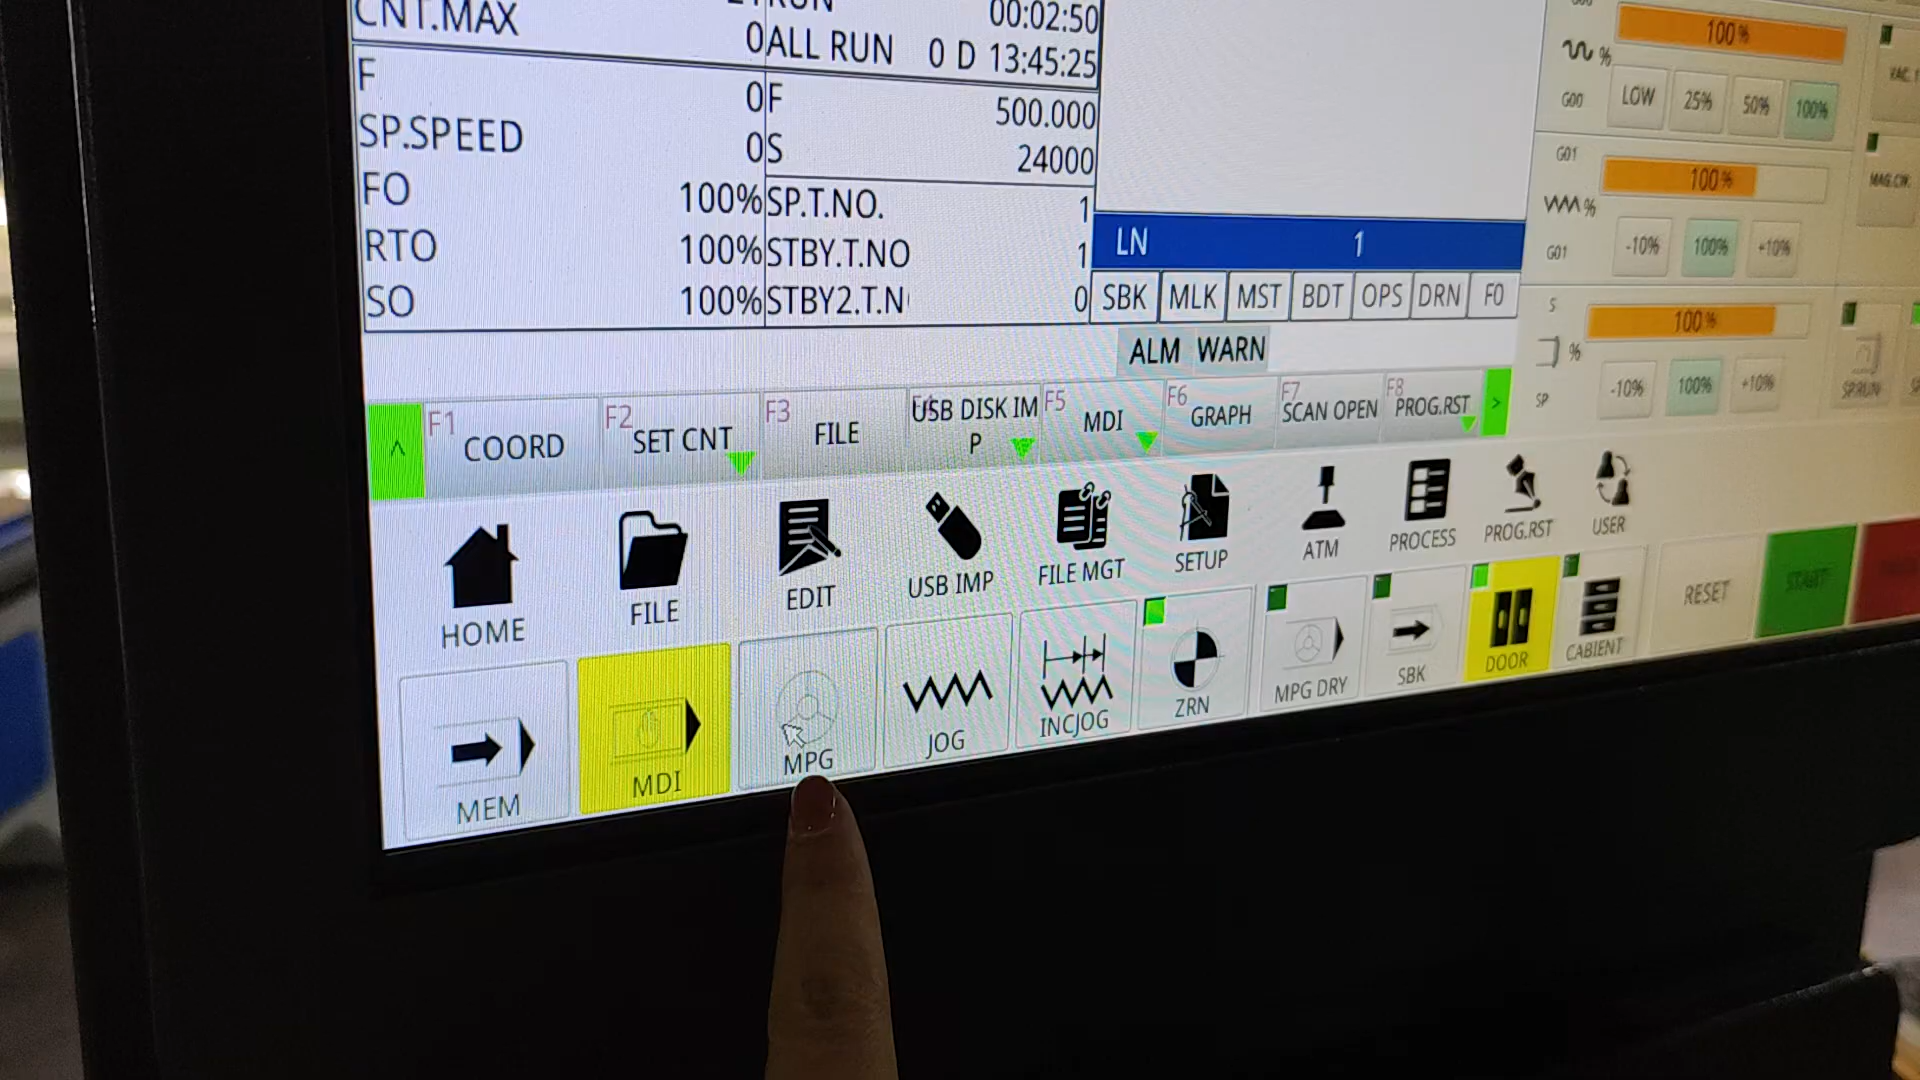 CNT.MAX 0
RUN 00:02:50
ALL RUN 0 D 13:45:25
F 0
F 500.000
SP.SPEED 0
S 24000
FO 100%
SP.T.NO. 1
RTO 100%
STBY.T.NO 1
SO 100%
STBY2.T.N 0
LN 1
SBK MLK MST BDT OPS DRN F0
ALM WARN
^
F1 COORD
F2 SET CNT
F3 FILE
USB DISK IM
P
F5 MDI
F6 GRAPH
F7 SCAN OPEN
F8 PROG.RST
>
HOME
FILE
EDIT
USB IMP
FILE MGT
SETUP
ATM
PROCESS
PROG.RST
USER
MEM
MDI
MPG
JOG
INCJOG
ZRN
MPG DRY
SBK
DOOR
CABIENT
RESET
START
100%
%
G00
LOW 25% 50% 100%
G01
100%
%
G01
-10% 100% +10%
S
100%
%
SP
-10% 100% +10%
SP.RUN